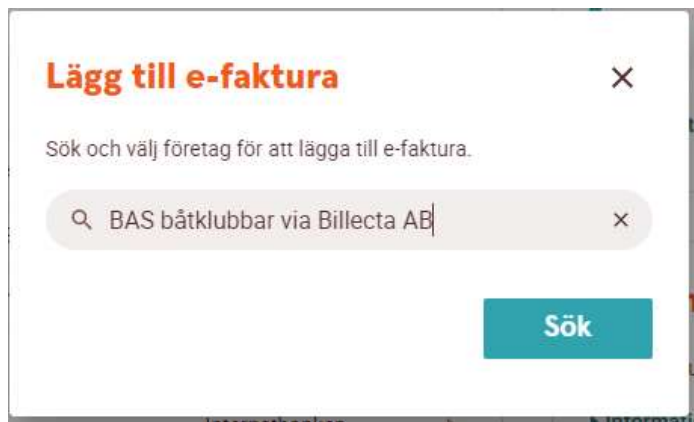 Lägg till e-faktura
Sök och välj företag för att lägga till e-faktura.
BAS båtklubbar via Billecta AB
Sök